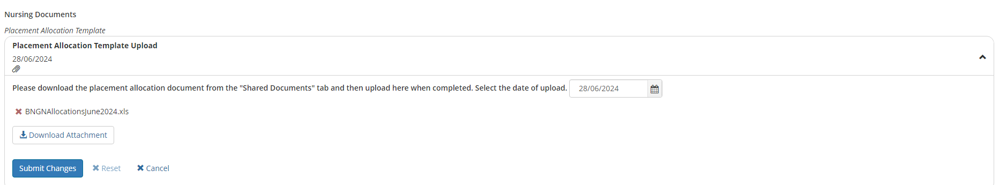 Nursing Documents
Placement Allocation Template
Placement Allocation Template Upload
28/06/2024
Please download the placement allocation document from the "Shared Documents" tab and then upload here when completed. Select the date of upload. 28/06/2024
BNGNAllocationsJune2024.xls
Download Attachment
Submit Changes Reset Cancel